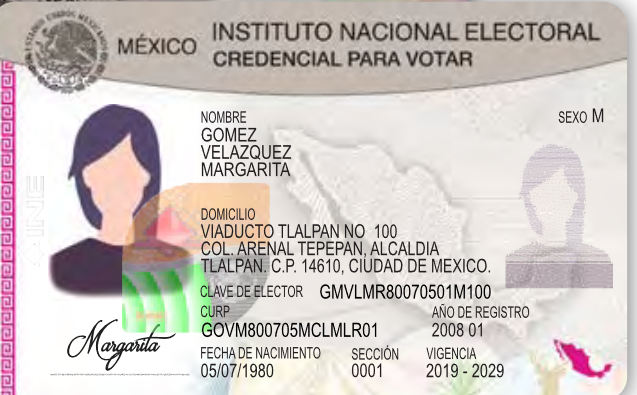 MÉXICO
INSTITUTO NACIONAL ELECTORAL
CREDENCIAL PARA VOTAR
NOMBRE
GOMEZ
VELAZQUEZ
MARGARITA
SEXO M
DOMICILIO
VIADUCTO TLALPAN NO 100
COL. ARENAL TEPEPAN, ALCALDIA
TLALPAN. C.P. 14610, CIUDAD DE MEXICO.
CLAVE DE ELECTOR GMVLMR80070501M100
CURP
GOVM800705MCLMLR01
AÑO DE REGISTRO
2008 01
FECHA DE NACIMIENTO
05/07/1980
SECCIÓN
0001
VIGENCIA
2019 - 2029
Margarita
INE